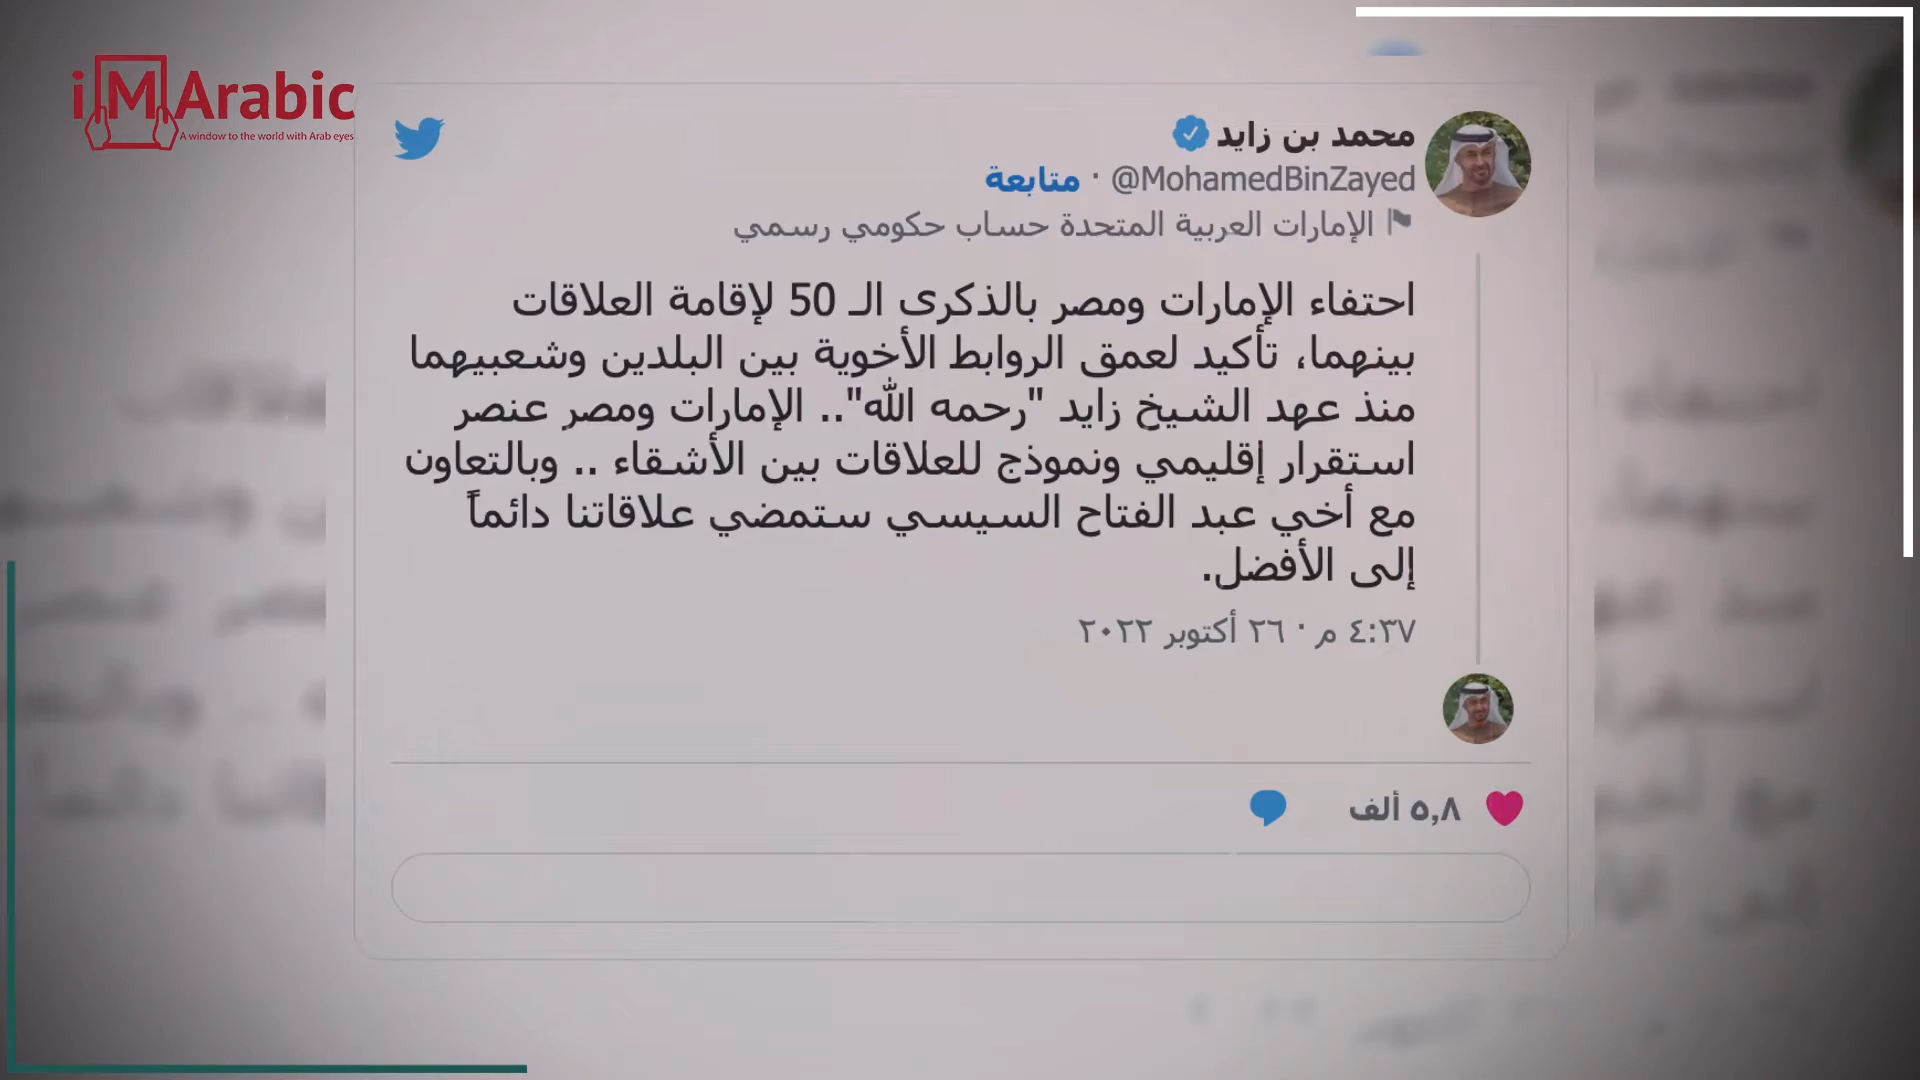 iMArabic
A window to the world with Arab eyes
محمد بن زايد
@MohamedBinZayed · متابعة
الإمارات العربية المتحدة حساب حكومي رسمي
احتفاء الإمارات ومصر بالذكرى الـ 50 لإقامة العلاقات
بينهما، تأكيد لعمق الروابط الأخوية بين البلدين وشعبيهما
منذ عهد الشيخ زايد "رحمه الله".. الإمارات ومصر عنصر
استقرار إقليمي ونموذج للعلاقات بين الأشقاء .. وبالتعاون
مع أخي عبد الفتاح السيسي ستمضي علاقاتنا دائماً
إلى الأفضل.
٤:٣٧ م · ٢٦ أكتوبر ٢٠٢٢
٥,٨ ألف